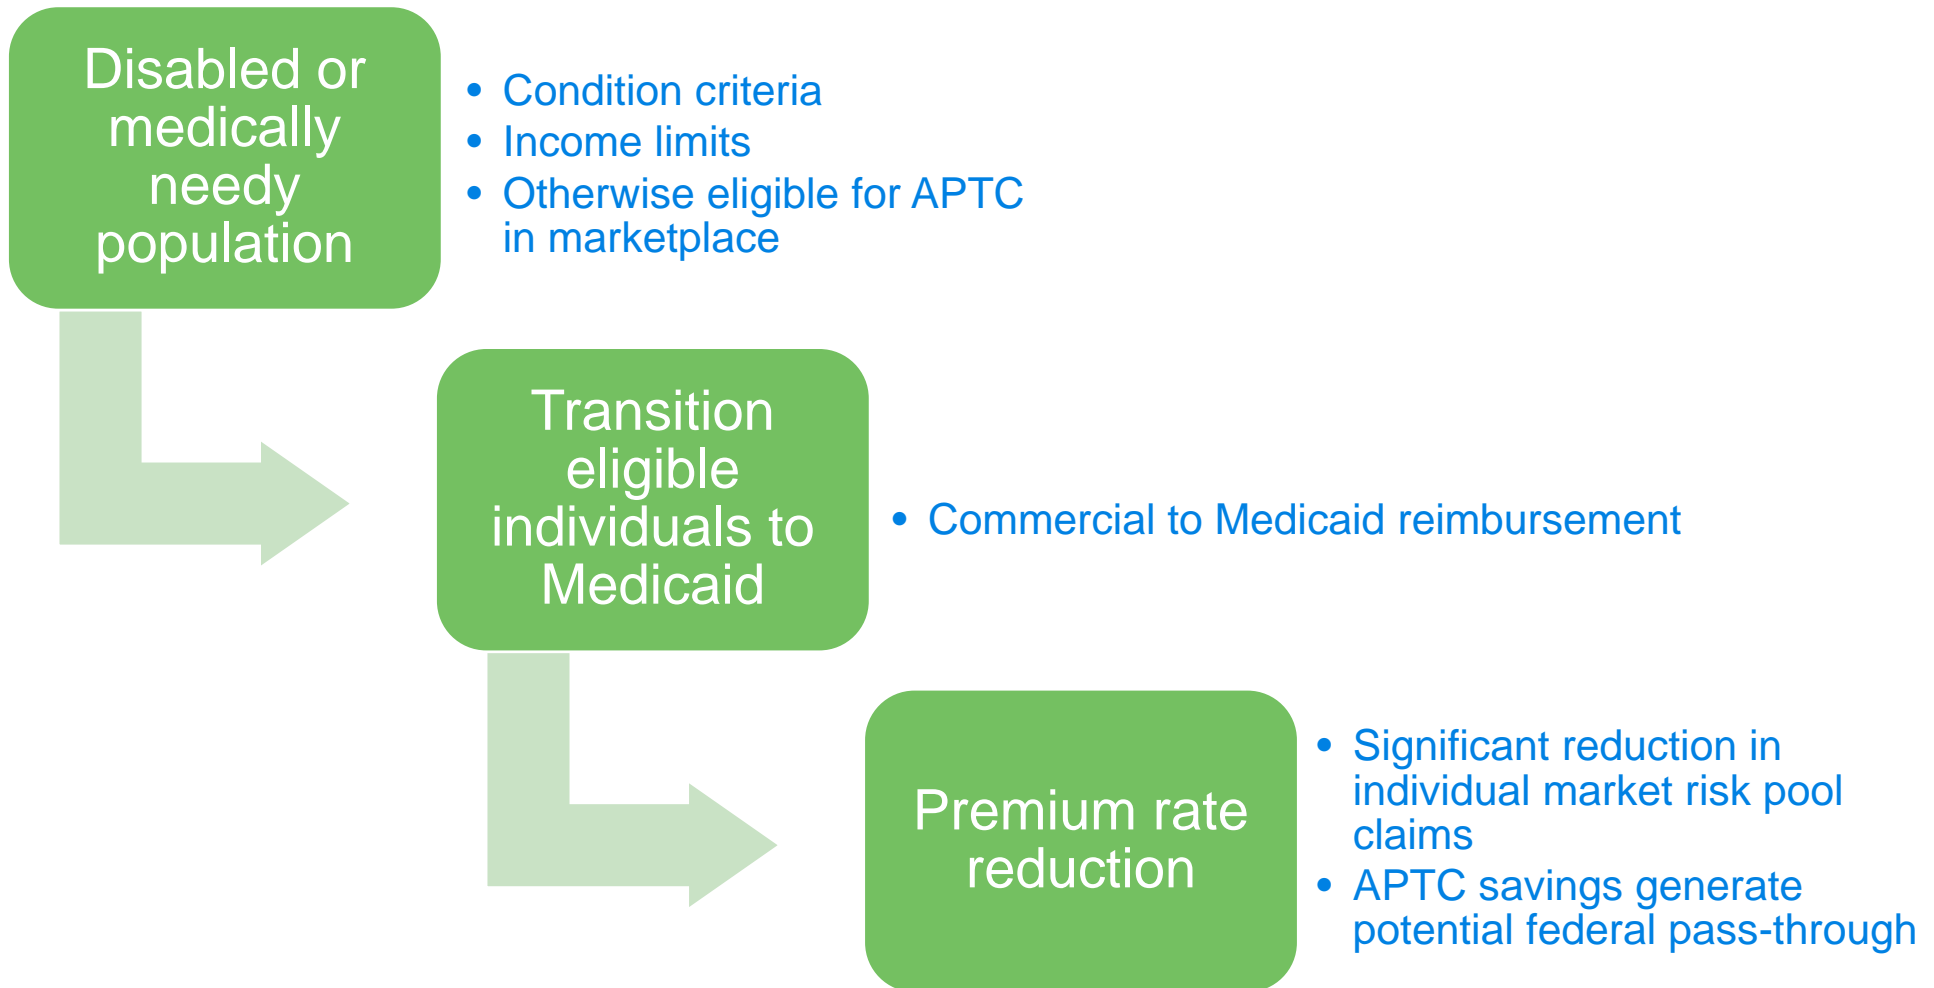 Disabled or
medically
needy
population
• Condition criteria
• Income limits
• Otherwise eligible for APTC
in marketplace
Transition
eligible
individuals to
Medicaid
• Commercial to Medicaid reimbursement
Premium rate
reduction
• Significant reduction in
individual market risk pool
claims
• APTC savings generate
potential federal pass-through